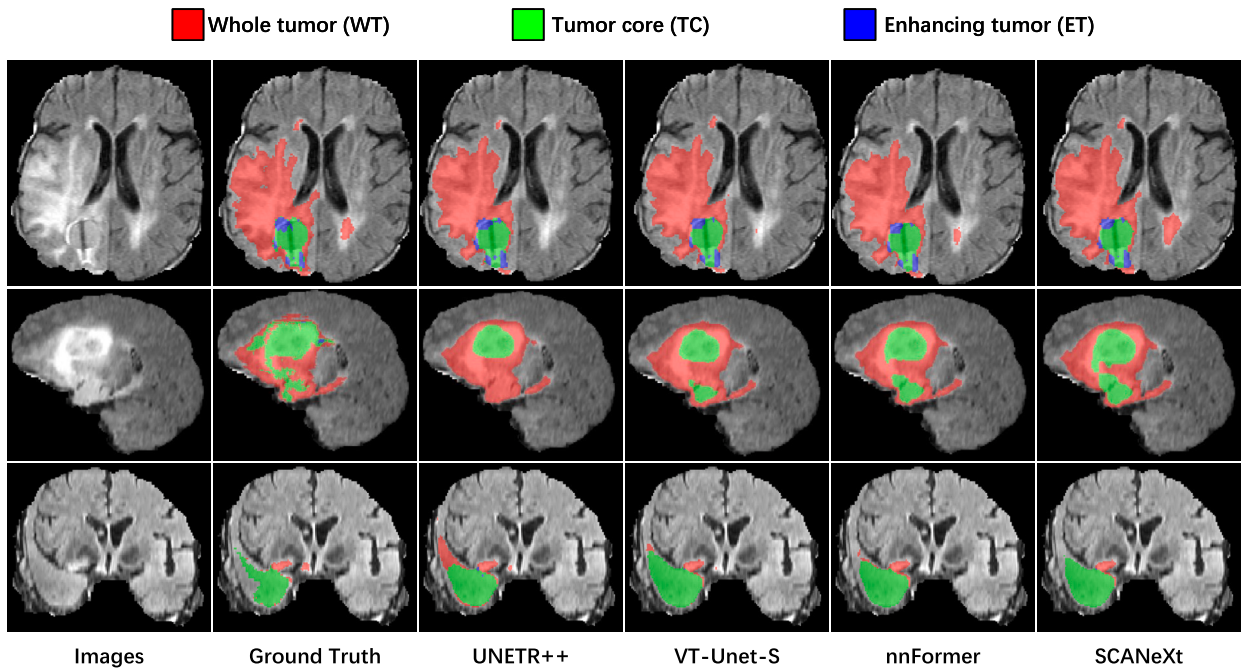 Whole tumor (WT) Tumor core (TC) Enhancing tumor (ET)
Images Ground Truth UNETR++ VT-Unet-S nnFormer SCANeXt